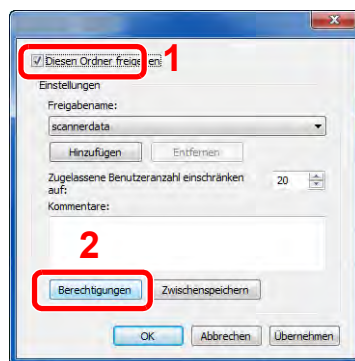 Diesen Ordner freigeben
1
Einstellungen
Freigabename:
scannerdata
Hinzufügen Entfernen
Zugelassene Benutzeranzahl einschränken auf: 20
Kommentare:
2
Berechtigungen Zwischenspeichern
OK Abbrechen Übernehmen